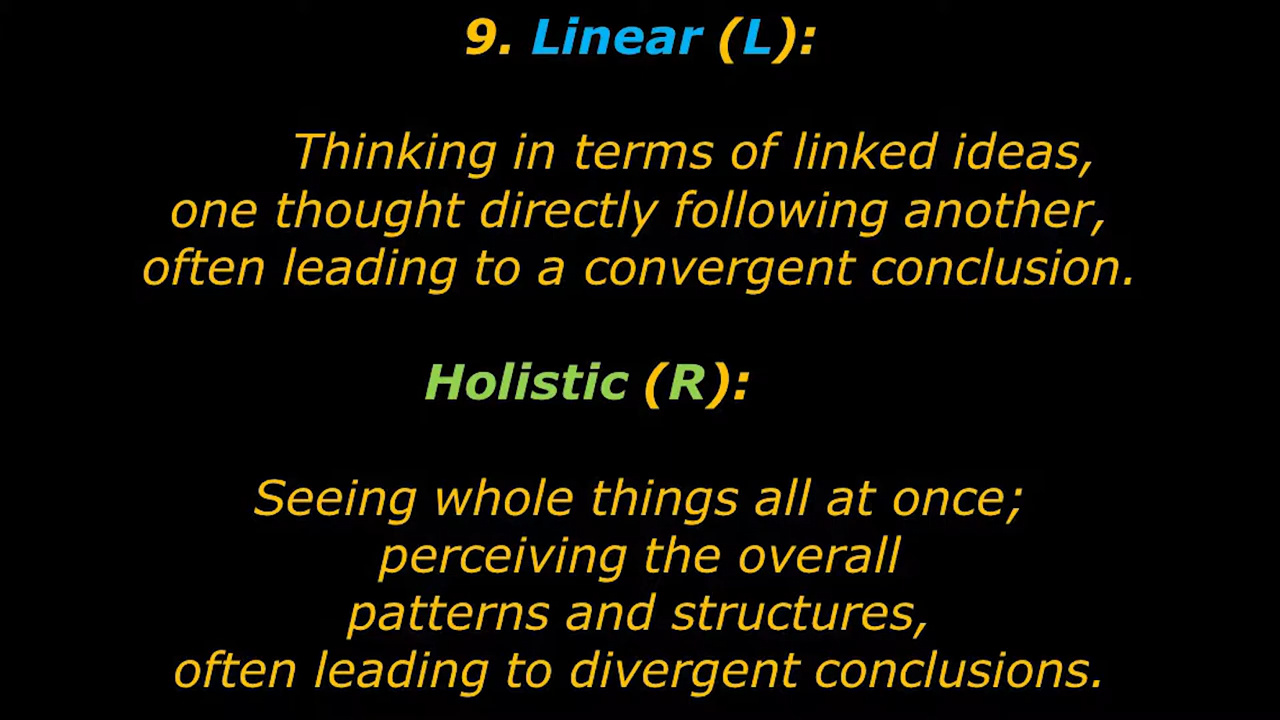 9. Linear (L):
Thinking in terms of linked ideas,
one thought directly following another,
often leading to a convergent conclusion.
Holistic (R):
Seeing whole things all at once;
perceiving the overall
patterns and structures,
often leading to divergent conclusions.